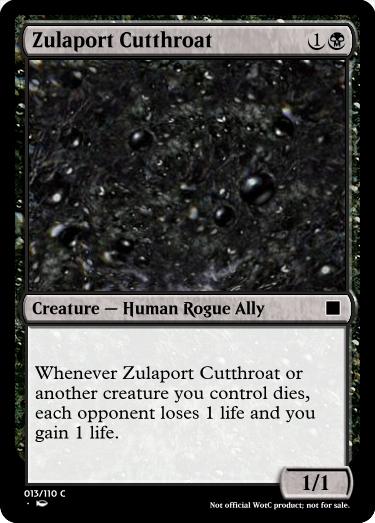 Zulaport Cutthroat 1
Creature — Human Rogue Ally
Whenever Zulaport Cutthroat or
another creature you control dies,
each opponent loses 1 life and you
gain 1 life.
1/1
013/110 C
Not official WotC product; not for sale.